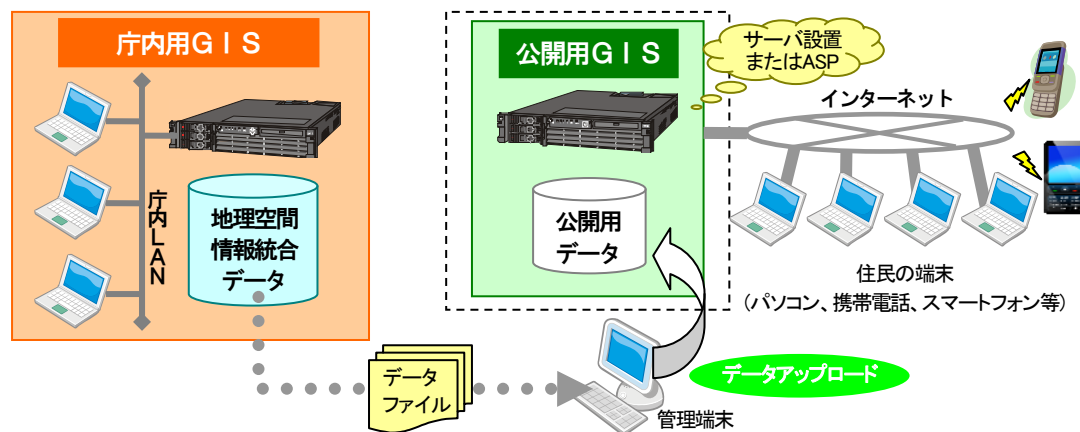 庁内用GIS
公開用GIS
サーバ設置
またはASP
インターネット
庁内LAN
地理空間
情報統合
データ
公開用
データ
住民の端末
(パソコン、携帯電話、スマートフォン等)
データ
ファイル
データアップロード
管理端末